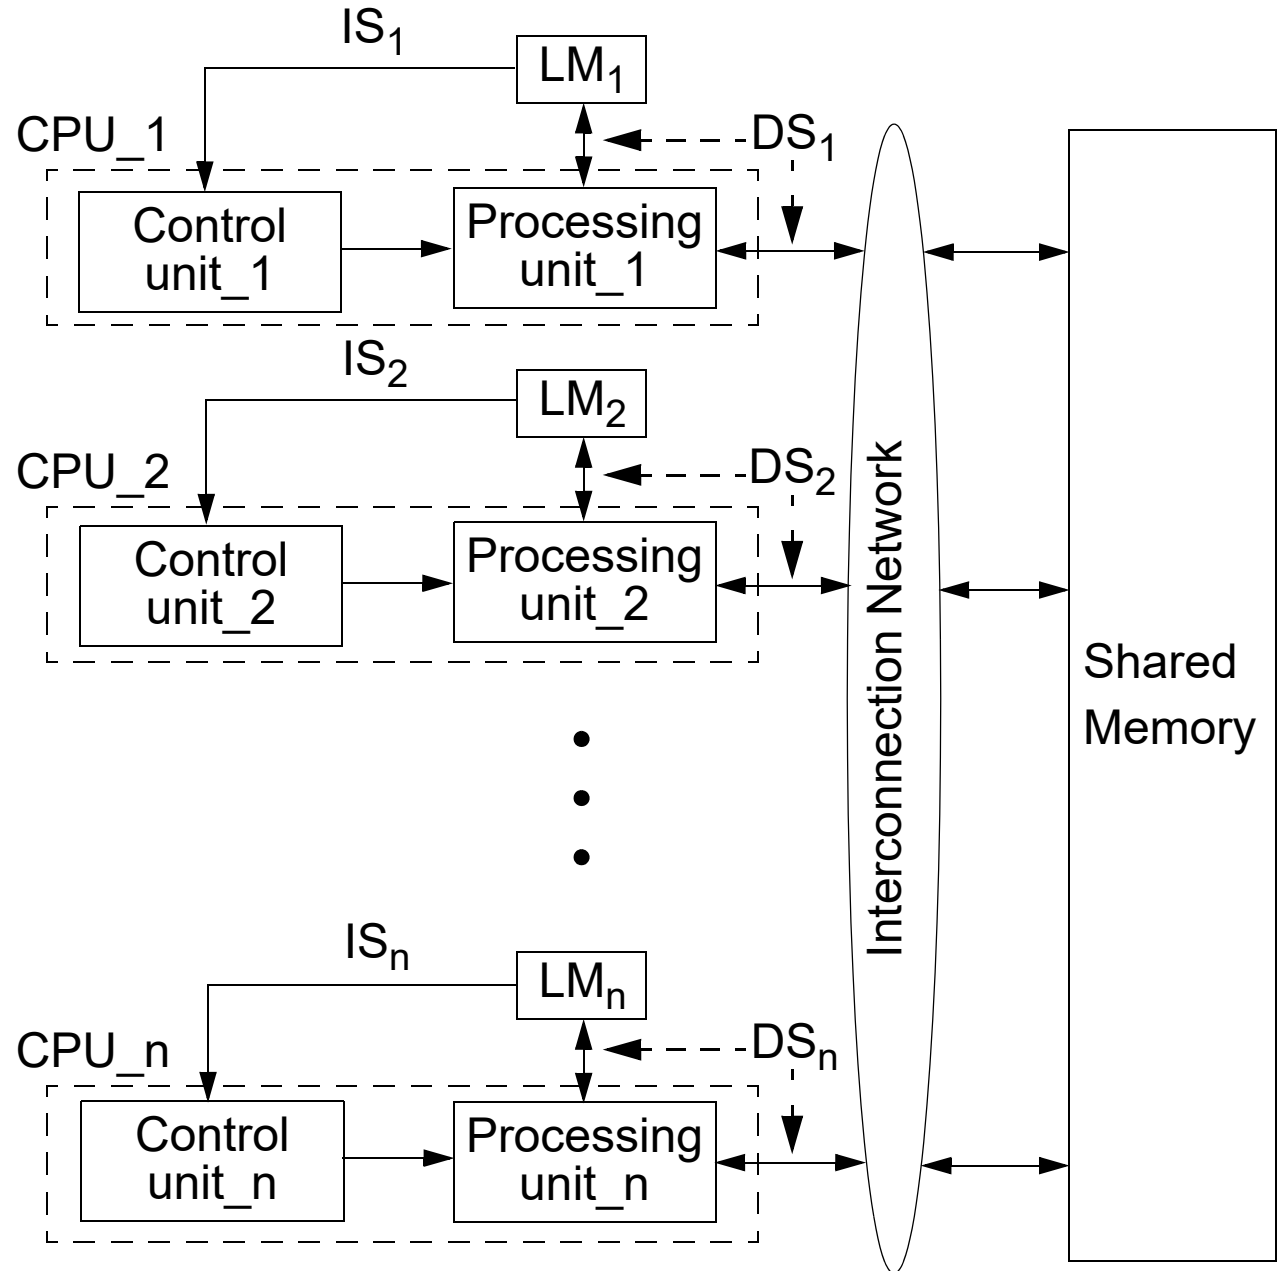 IS1
LM1
CPU_1
DS1
Control
unit_1
Processing
unit_1
IS2
LM2
CPU_2
DS2
Control
unit_2
Processing
unit_2
Interconnection Network
Shared
Memory
ISn
LMn
CPU_n
DSn
Control
unit_n
Processing
unit_n